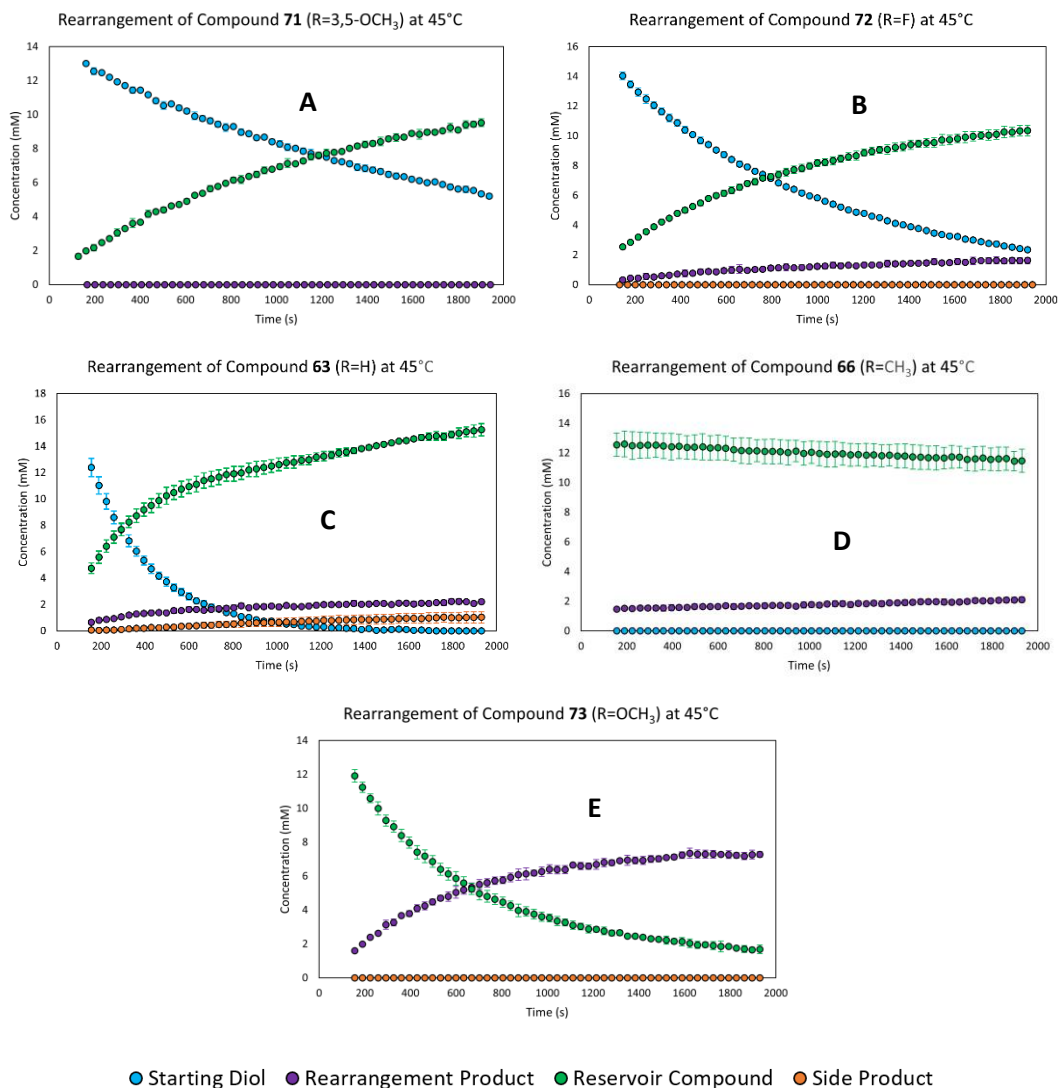 Rearrangement of Compound 71 (R=3,5-OCH₃) at 45°C
14
12
10
8
6
4
2
0
0 200 400 600 800 1000 1200 1400 1600 1800 2000
Concentration (mM)
Time (s)
A
Rearrangement of Compound 72 (R=F) at 45°C
16
14
12
10
8
6
4
2
0
0 200 400 600 800 1000 1200 1400 1600 1800 2000
Concentration (mM)
Time (s)
B
Rearrangement of Compound 63 (R=H) at 45°C
18
16
14
12
10
8
6
4
2
0
0 200 400 600 800 1000 1200 1400 1600 1800 2000
Concentration (mM)
Time (s)
C
Rearrangement of Compound 66 (R=CH₃) at 45°C
16
14
12
10
8
6
4
2
0
0 200 400 600 800 1000 1200 1400 1600 1800 2000
Concentration (mM)
Time (s)
D
Rearrangement of Compound 73 (R=OCH₃) at 45°C
14
12
10
8
6
4
2
0
0 200 400 600 800 1000 1200 1400 1600 1800 2000
Concentration (mM)
Time (s)
E
Starting Diol Rearrangement Product Reservoir Compound Side Product